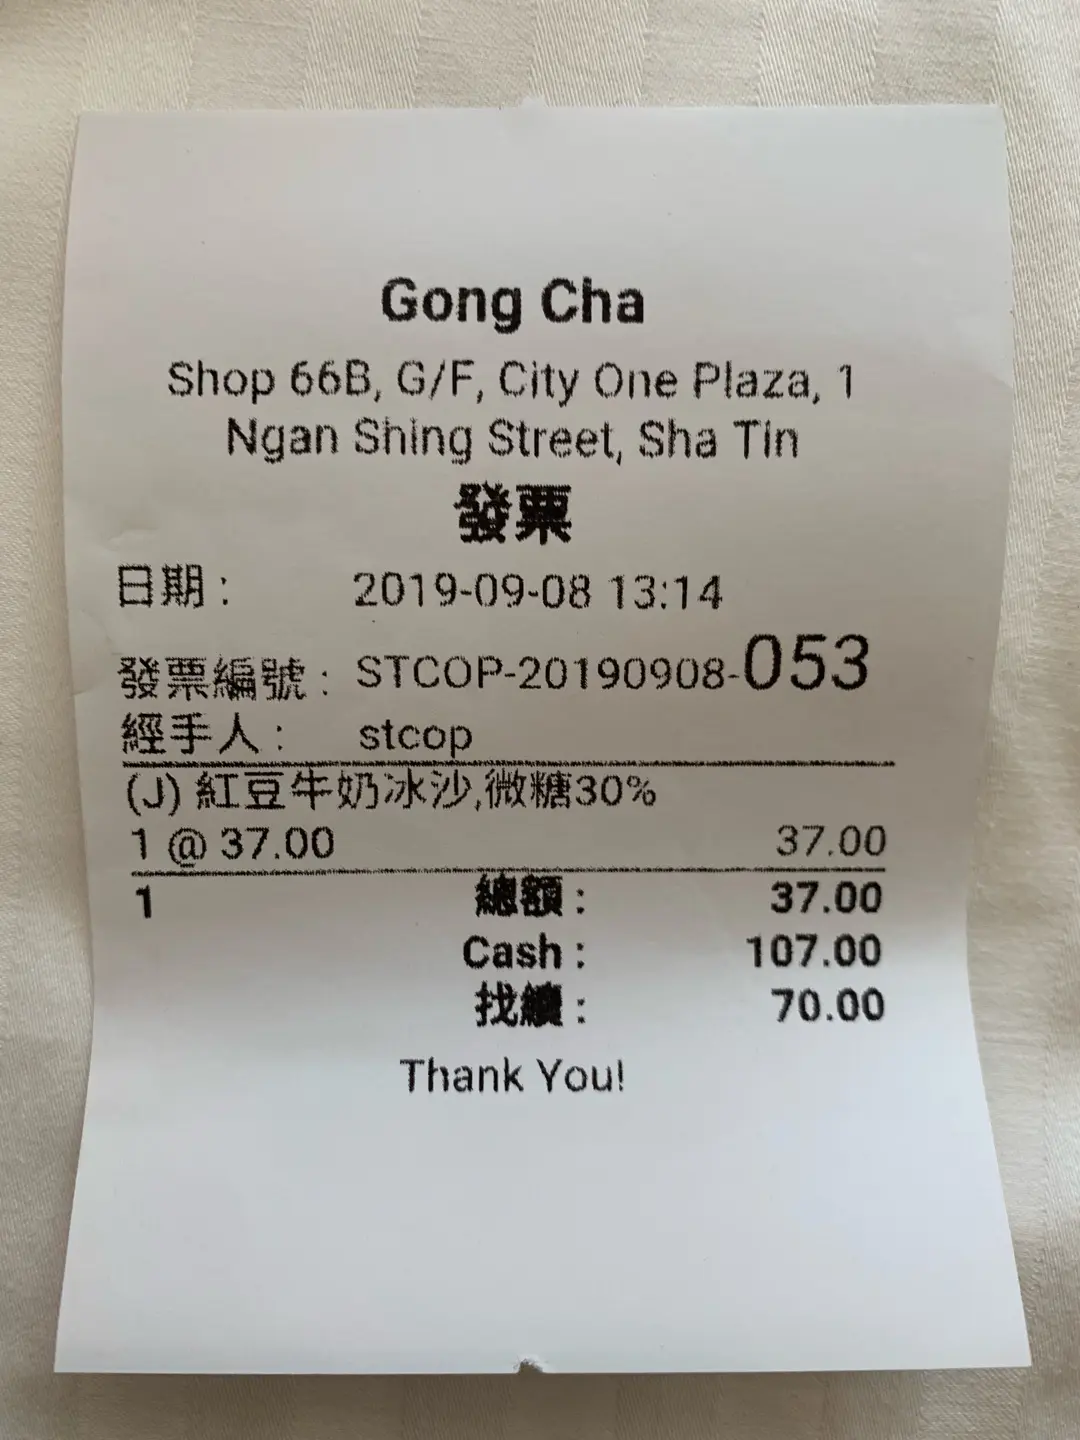 Gong Cha
Shop 66B, G/F, City One Plaza, 1
Ngan Shing Street, Sha Tin
發票
日期 : 2019-09-08 13:14
發票編號 : STCOP-20190908-053
經手人 : stcop
(J) 紅豆牛奶冰沙,微糖30%
1 @ 37.00 37.00
1 總額 : 37.00
Cash : 107.00
找續 : 70.00
Thank You!